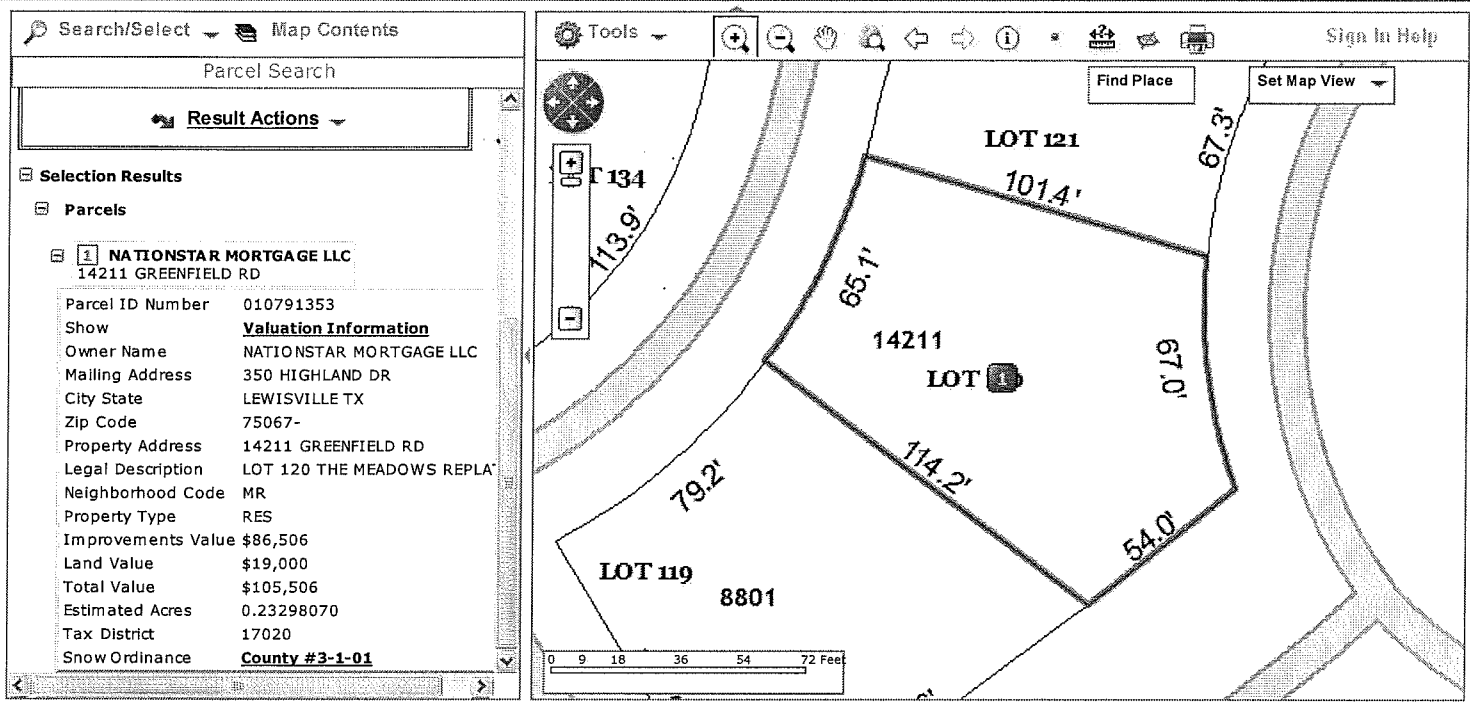 Search/Select Map Contents
Parcel Search
Result Actions
Selection Results
Parcels
1 NATIONSTAR MORTGAGE LLC
14211 GREENFIELD RD
Parcel ID Number 010791353
Show Valuation Information
Owner Name NATIONSTAR MORTGAGE LLC
Mailing Address 350 HIGHLAND DR
City State LEWISVILLE TX
Zip Code 75067-
Property Address 14211 GREENFIELD RD
Legal Description LOT 120 THE MEADOWS REPLA
Neighborhood Code MR
Property Type RES
Improvements Value $86,506
Land Value $19,000
Total Value $105,506
Estimated Acres 0.23298070
Tax District 17020
Snow Ordinance County #3-1-01
Tools Sign In Help
Find Place Set Map View
LOT 121
67.3'
T 134
101.4'
113.9'
65.1'
14211
LOT 1
67.0'
114.2'
79.2'
54.0'
LOT 119
8801
0 9 18 36 54 72 Feet